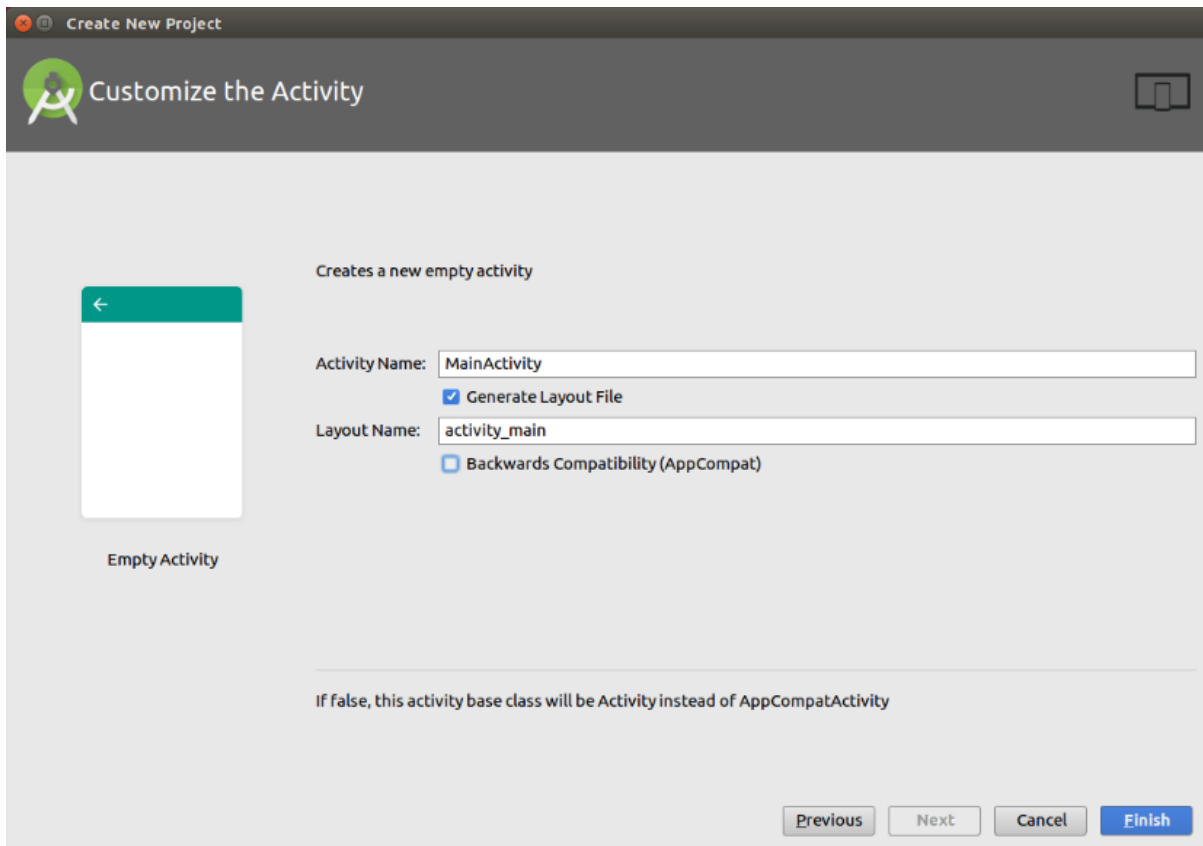 Create New Project
Customize the Activity
Creates a new empty activity
Activity Name: MainActivity
Generate Layout File
Layout Name: activity_main
Backwards Compatibility (AppCompat)
Empty Activity
If false, this activity base class will be Activity instead of AppCompatActivity
Previous Next Cancel Finish